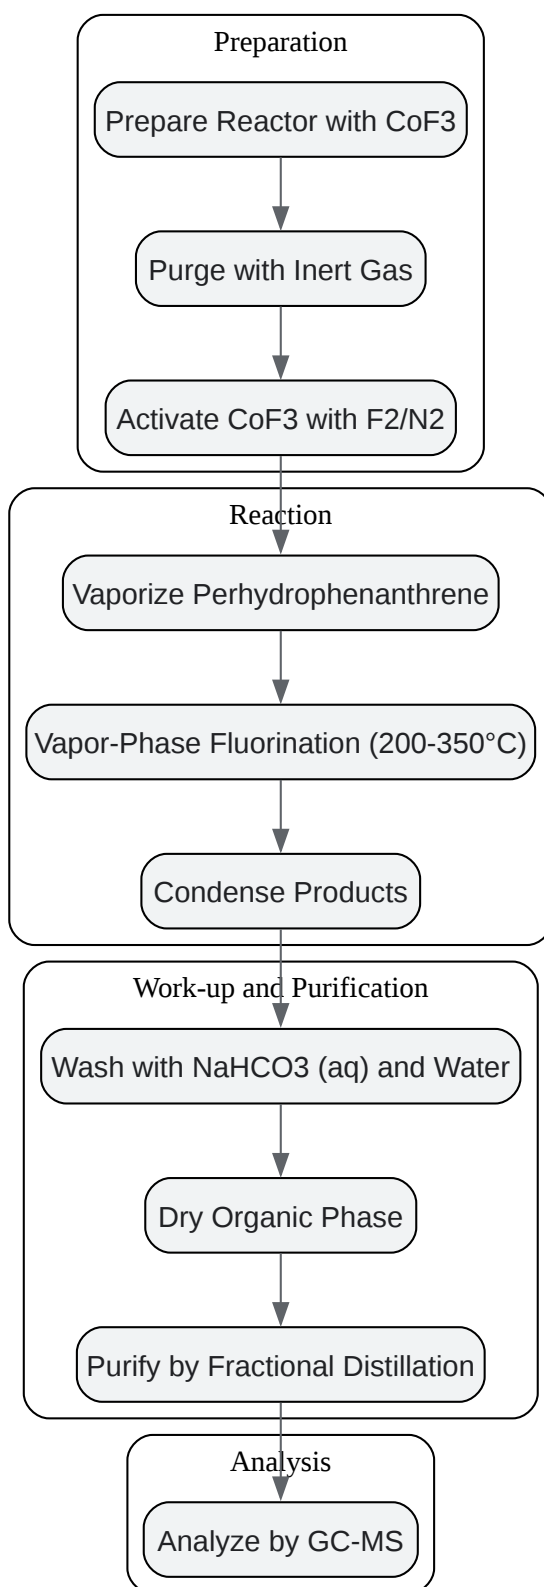 Preparation
Prepare Reactor with CoF3
Purge with Inert Gas
Activate CoF3 with F2/N2
Reaction
Vaporize Perhydrophenanthrene
Vapor-Phase Fluorination (200-350°C)
Condense Products
Work-up and Purification
Wash with NaHCO3 (aq) and Water
Dry Organic Phase
Purify by Fractional Distillation
Analysis
Analyze by GC-MS